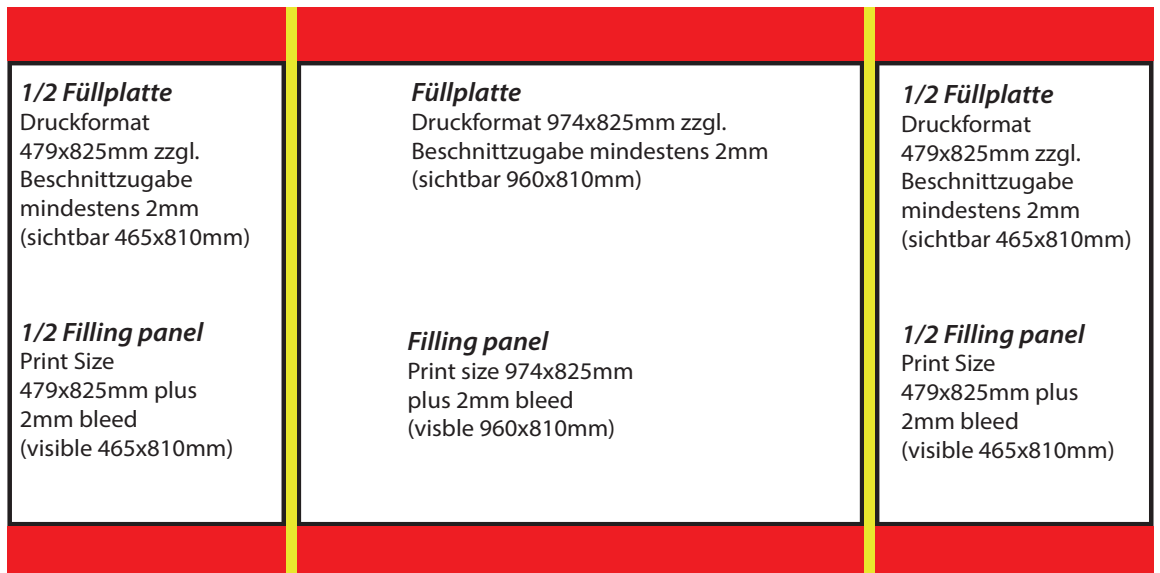 1/2 Füllplatte
Druckformat
479x825mm zzgl.
Beschnittzugabe
mindestens 2mm
(sichtbar 465x810mm)
1/2 Filling panel
Print Size
479x825mm plus
2mm bleed
(visible 465x810mm)
Füllplatte
Druckformat 974x825mm zzgl.
Beschnittzugabe mindestens 2mm
(sichtbar 960x810mm)
Filling panel
Print size 974x825mm
plus 2mm bleed
(visble 960x810mm)
1/2 Füllplatte
Druckformat
479x825mm zzgl.
Beschnittzugabe
mindestens 2mm
(sichtbar 465x810mm)
1/2 Filling panel
Print Size
479x825mm plus
2mm bleed
(visible 465x810mm)